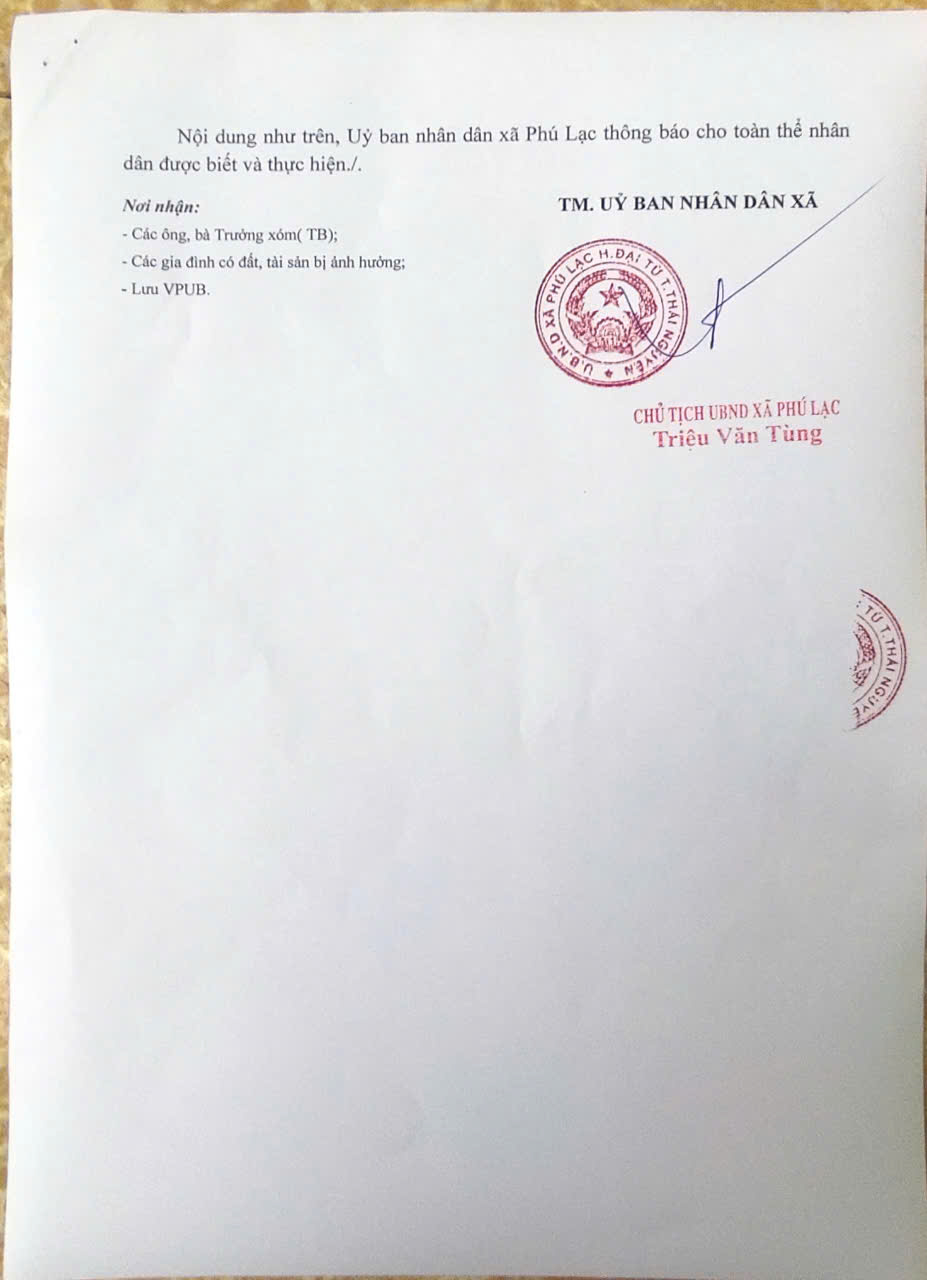 Nội dung như trên, Uỷ ban nhân dân xã Phú Lạc thông báo cho toàn thể nhân
dân được biết và thực hiện./.
Nơi nhận:
- Các ông, bà Trưởng xóm( TB);
- Các gia đình có đất, tài sản bị ảnh hưởng;
- Lưu VPUB.
TM. UỶ BAN NHÂN DÂN XÃ
U.B.N.D XÃ PHÚ LẠC H.ĐẠI TỪ T.THÁI NGUYÊN
CHỦ TỊCH UBND XÃ PHÚ LẠC
Triệu Văn Tùng
TỪ T.THÁI NGUYÊ